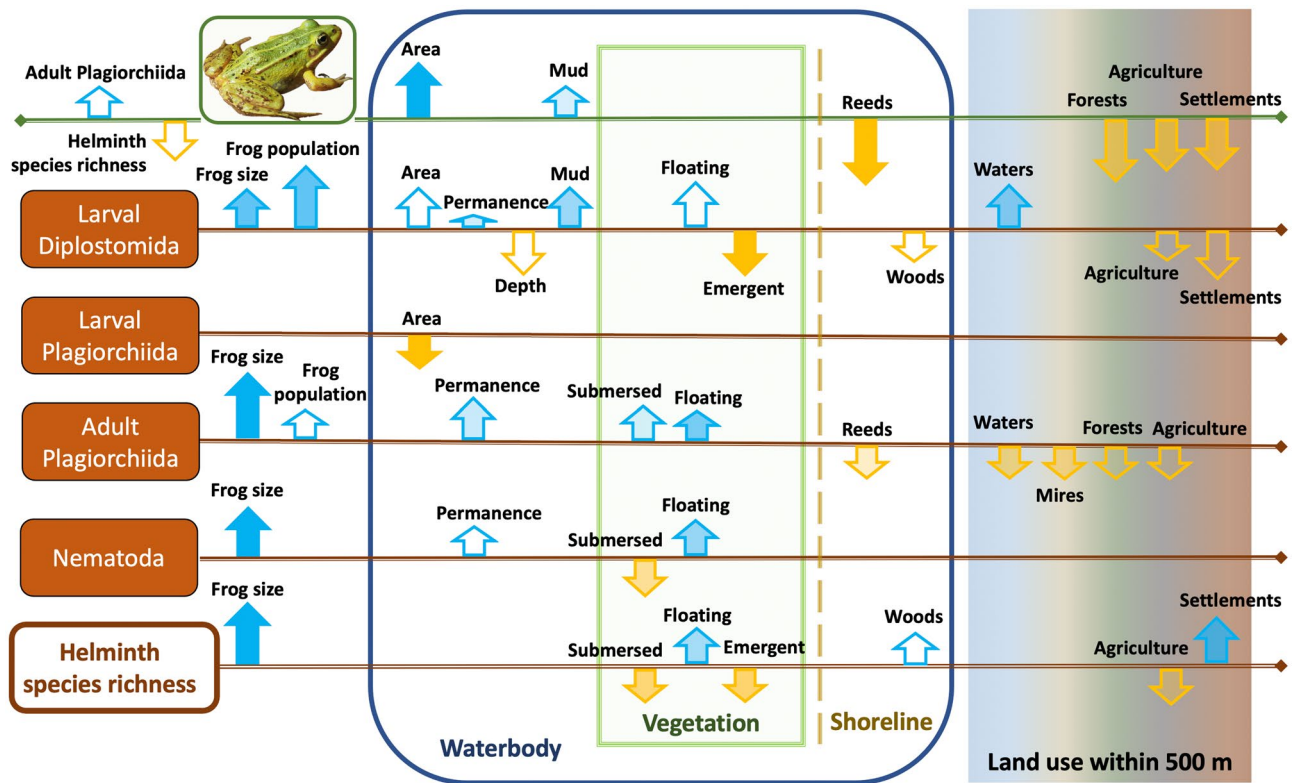 Adult Plagiorchiida
Helminth
species richness
Area
Mud
Reeds
Agriculture
Forests
Settlements
Larval
Diplostomida
Frog size
Frog population
Area
Permanence
Depth
Mud
Floating
Emergent
Woods
Waters
Agriculture
Settlements
Larval
Plagiorchiida
Area
Adult
Plagiorchiida
Frog size
Frog
population
Permanence
Submersed
Floating
Reeds
Waters
Mires
Forests
Agriculture
Nematoda
Frog size
Permanence
Submersed
Floating
Helminth
species richness
Frog size
Submersed
Floating
Emergent
Woods
Agriculture
Settlements
Waterbody
Vegetation
Shoreline
Land use within 500 m